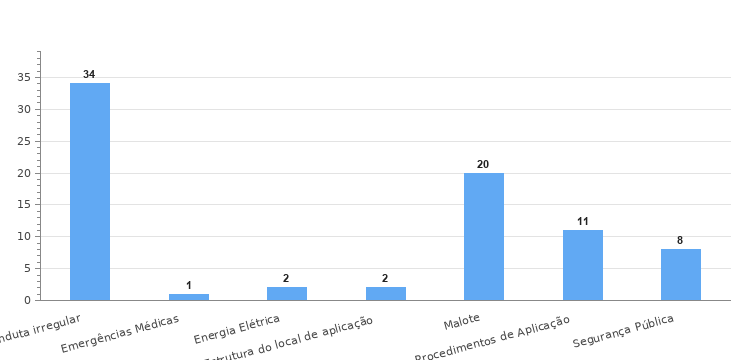 34
35
30
25
20
15
10
5
0
1
2
2
20
11
8
nduta irregular
Emergências Médicas
Energia Elétrica
strutura do local de aplicação
Malote
Procedimentos de Aplicação
Segurança Pública